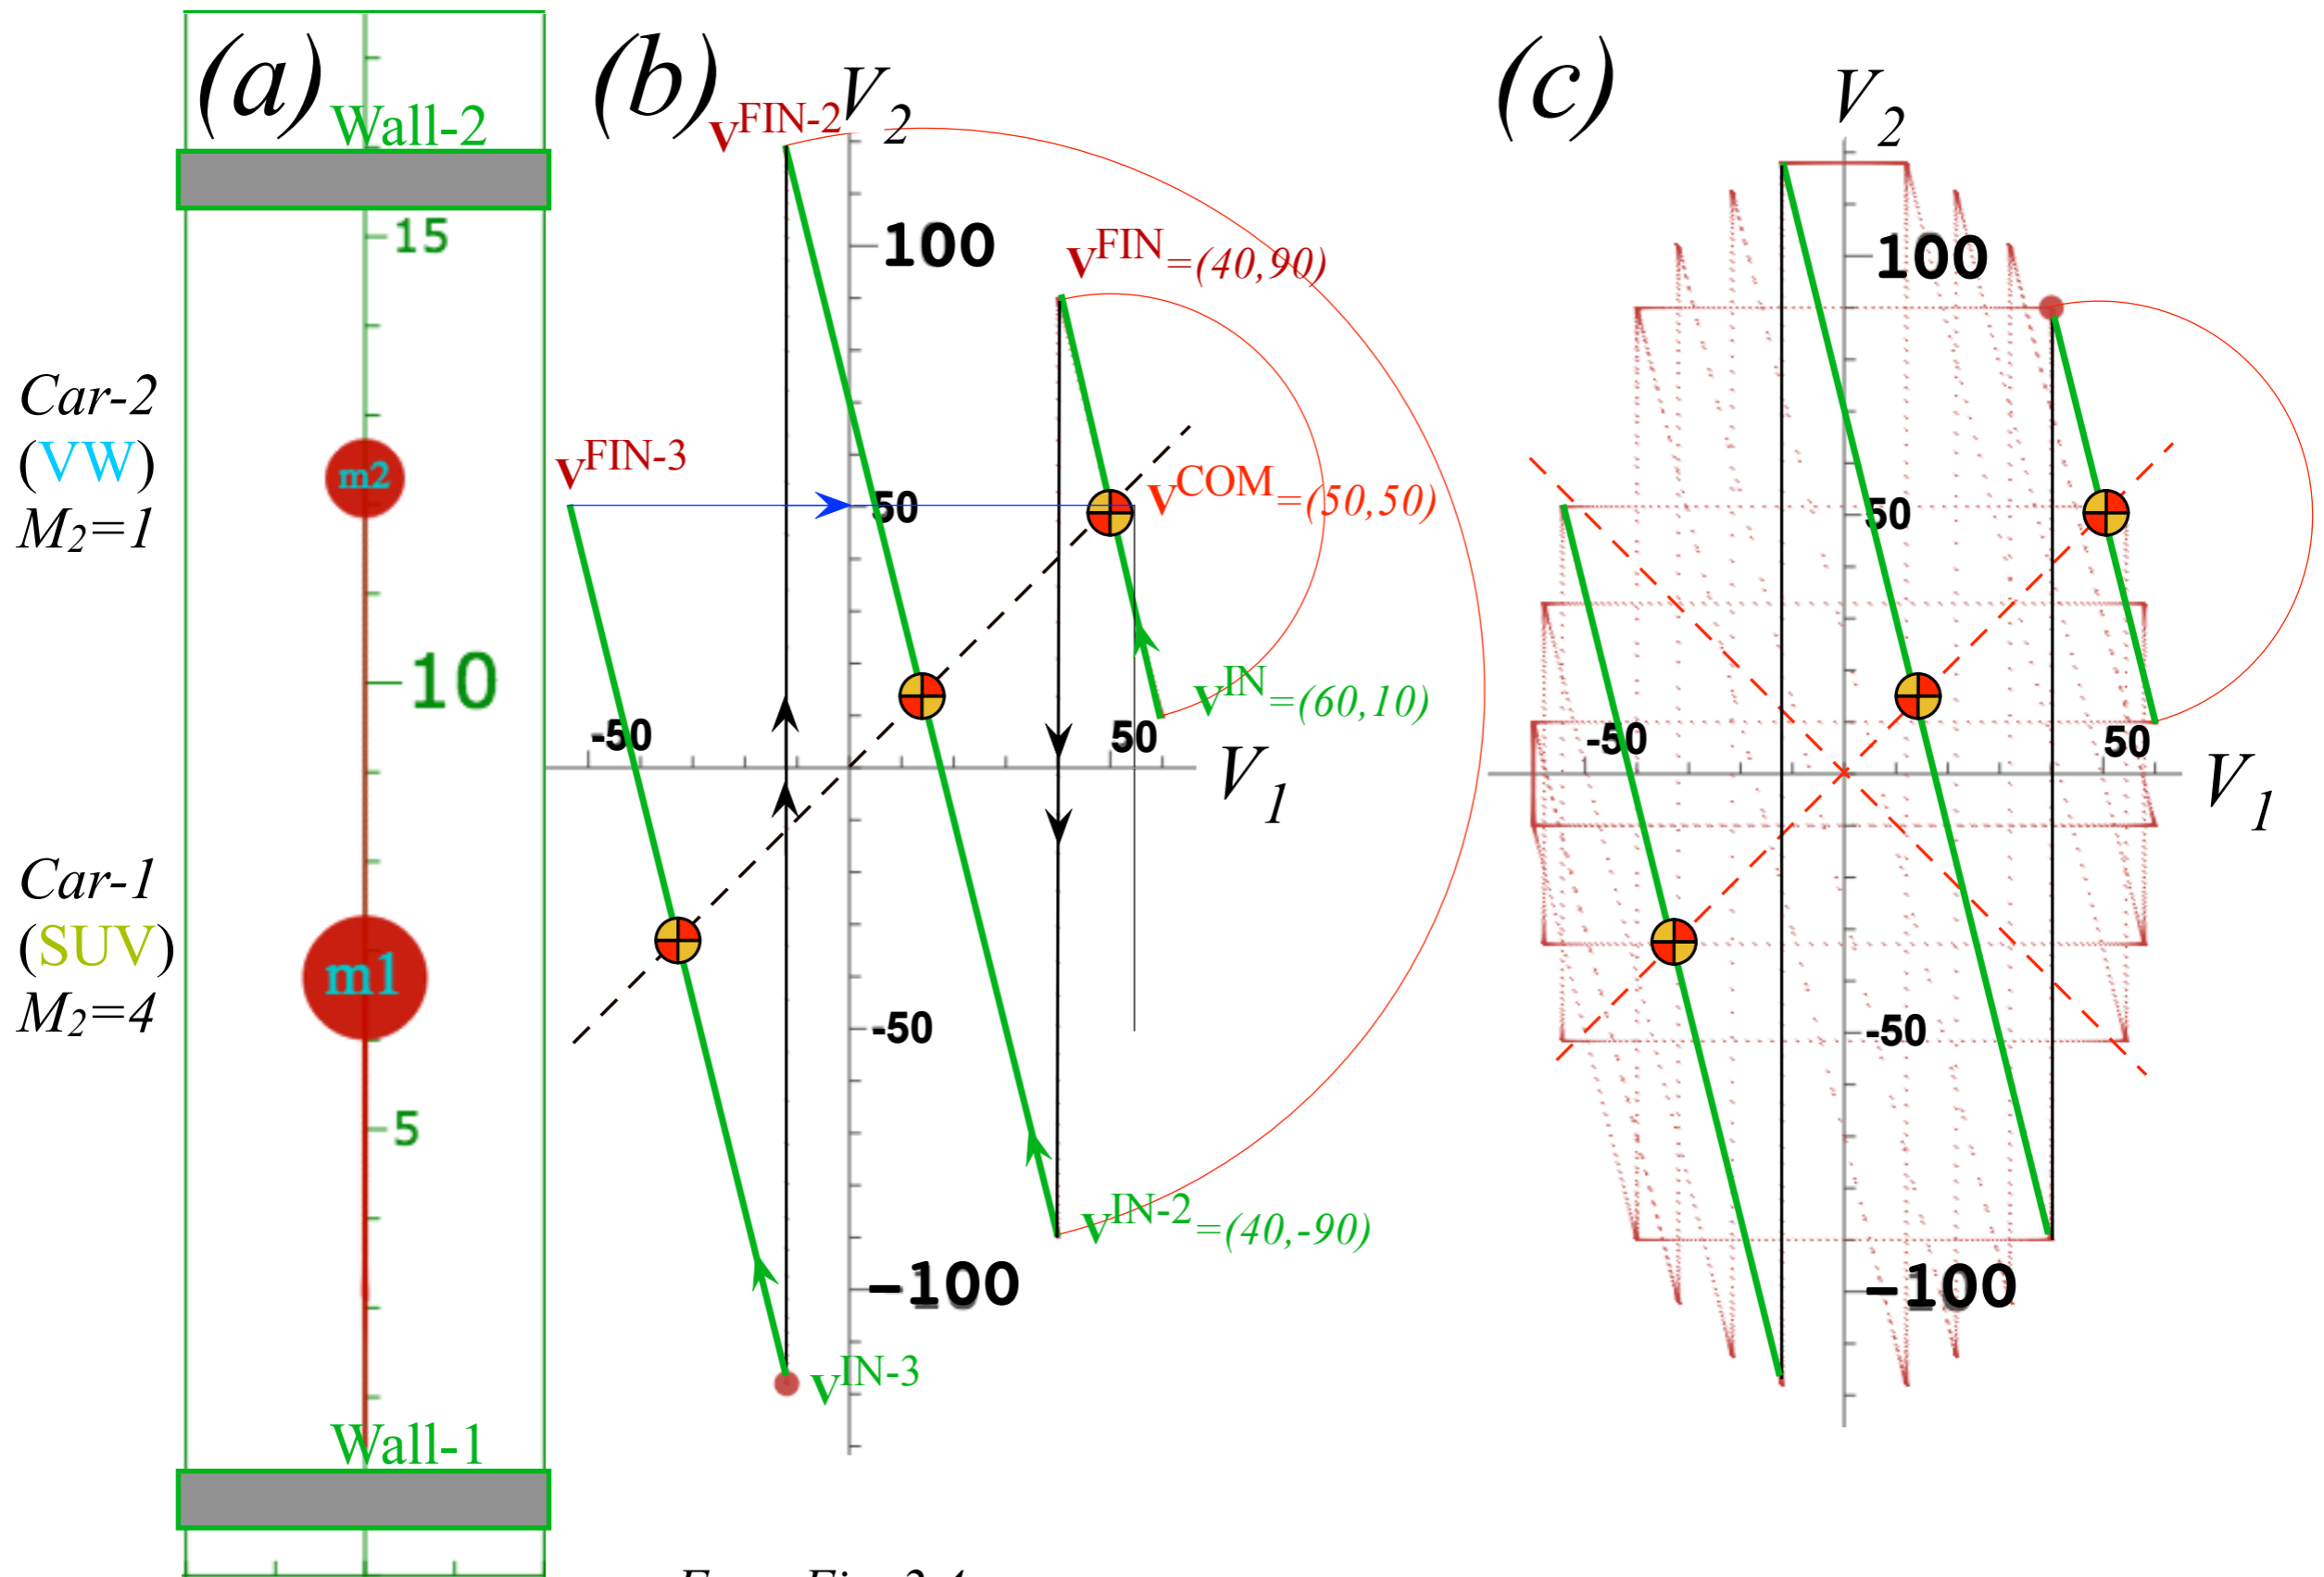 (a)
Wall-2
15
Car-2
(VW)
M2=1
m2
10
Car-1
(SUV)
M2=4
m1
5
Wall-1
(b)
vFIN-2
V2
100
vFIN=(40,90)
vFIN-3
50
vCOM=(50,50)
vIN=(60,10)
-50
50
V1
-50
vIN-2=(40,-90)
-100
vIN-3
(c)
V2
100
50
-50
50
V1
-50
-100